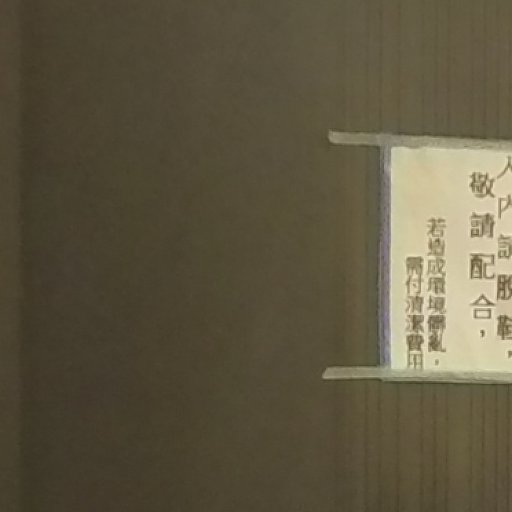 入內請脫鞋，
敬請配合，
若造成環境髒亂，
需付清潔費用